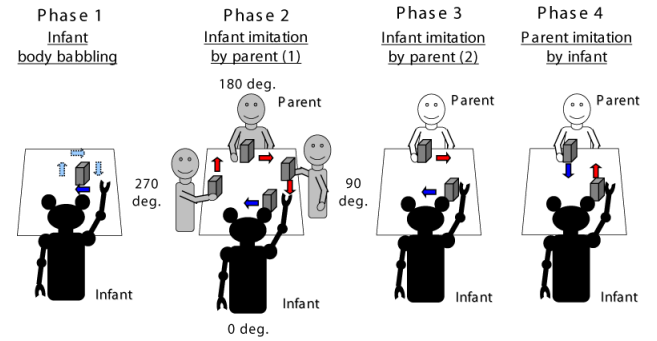 Phase 1
Infant
body babbling
Infant
Phase 2
Infant imitation
by parent (1)
180 deg.
Parent
270
deg.
90
deg.
Infant
0 deg.
Phase 3
Infant imitation
by parent (2)
Parent
Infant
Phase 4
Parent imitation
by infant
Parent
Infant